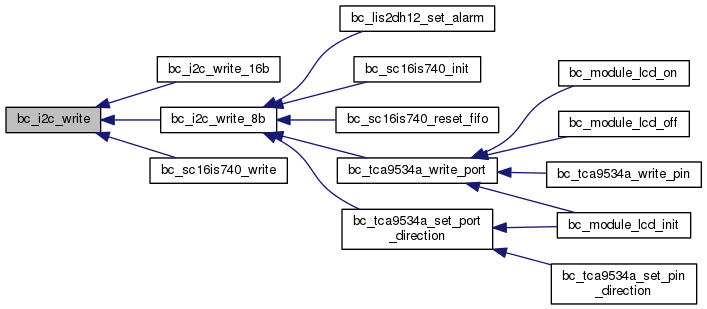 bc_lis2dh12_set_alarm
bc_i2c_write_16b
bc_sc16is740_init
bc_module_lcd_on
bc_i2c_write
bc_i2c_write_8b
bc_sc16is740_reset_fifo
bc_module_lcd_off
bc_sc16is740_write
bc_tca9534a_write_port
bc_tca9534a_write_pin
bc_tca9534a_set_port
_direction
bc_module_lcd_init
bc_tca9534a_set_pin
_direction